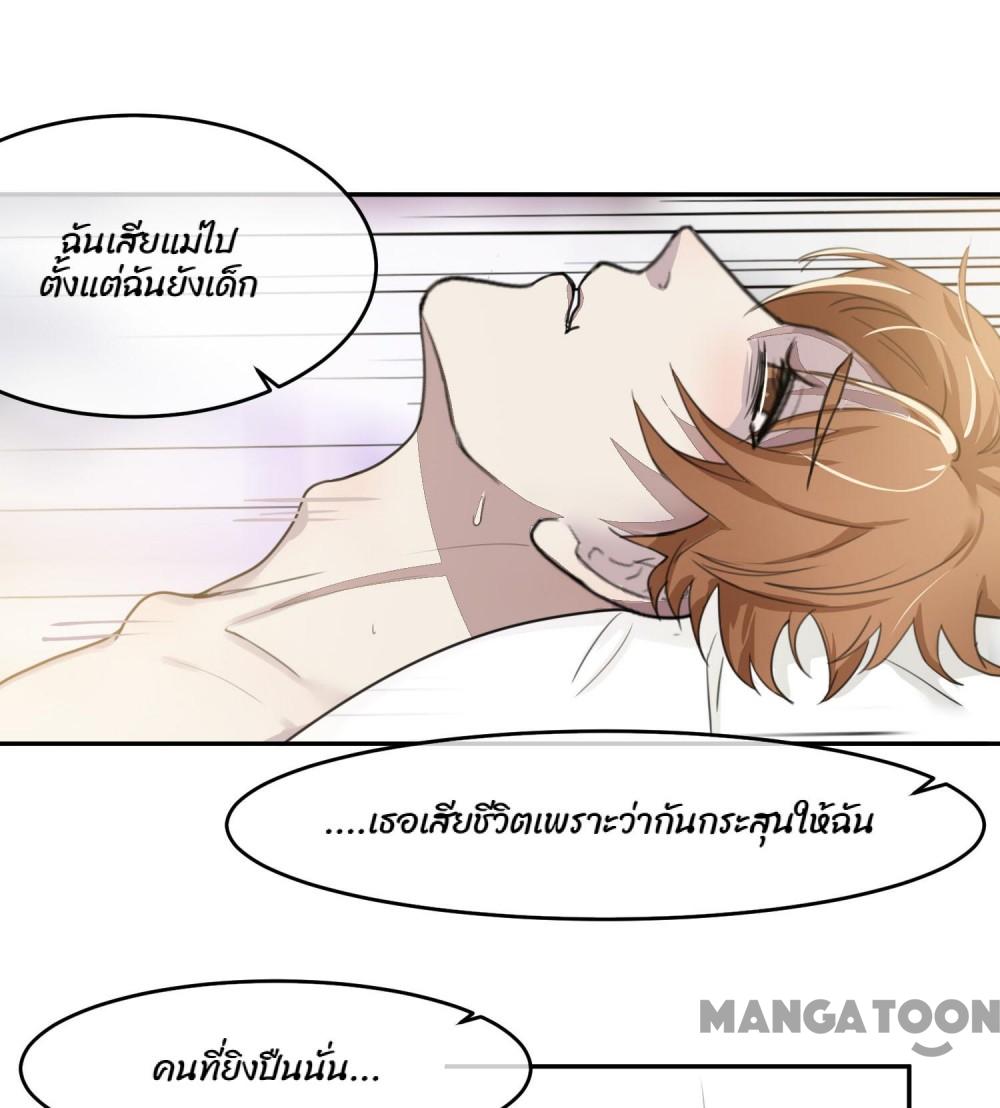 ฉันเสียแม่ไป
ตั้งแต่ฉันยังเด็ก
....เธอเสียชีวิตเพราะว่ากันกระสุนให้ฉัน
MANGATOON
คนที่ยิงปืนนั่น...